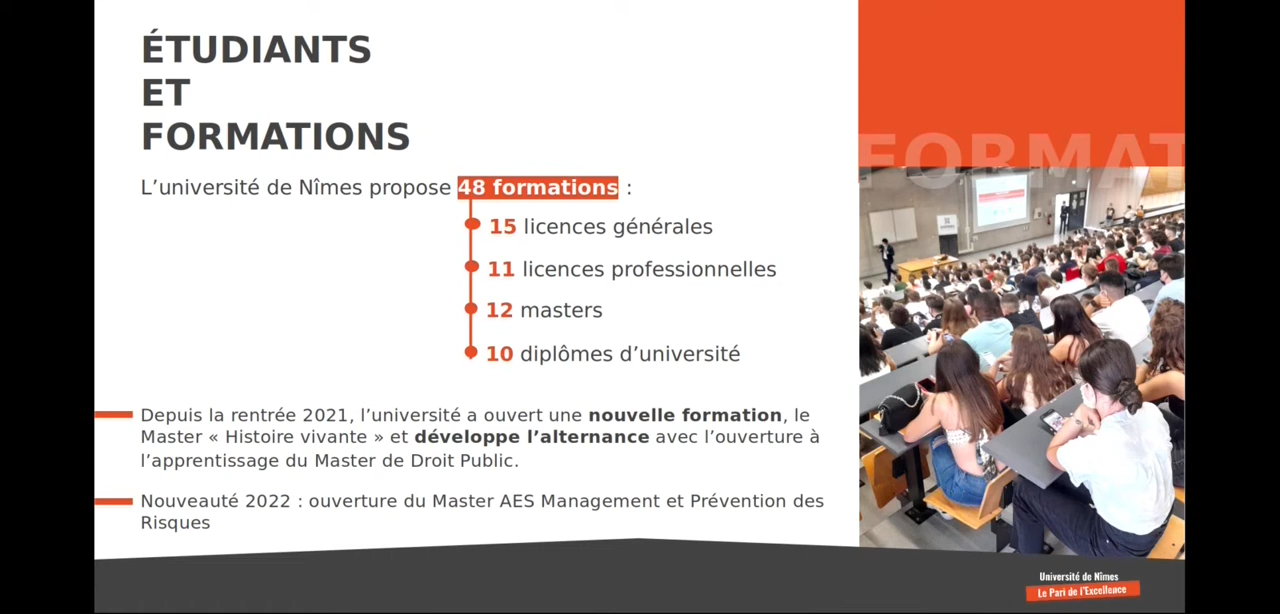 ÉTUDIANTS
ET
FORMATIONS
L’université de Nîmes propose 48 formations :
15 licences générales
11 licences professionnelles
12 masters
10 diplômes d’université
Depuis la rentrée 2021, l’université a ouvert une nouvelle formation, le
Master « Histoire vivante » et développe l’alternance avec l’ouverture à
l’apprentissage du Master de Droit Public.
Nouveauté 2022 : ouverture du Master AES Management et Prévention des
Risques
FORMAT
Université de Nîmes
Le Pari de l’Excellence